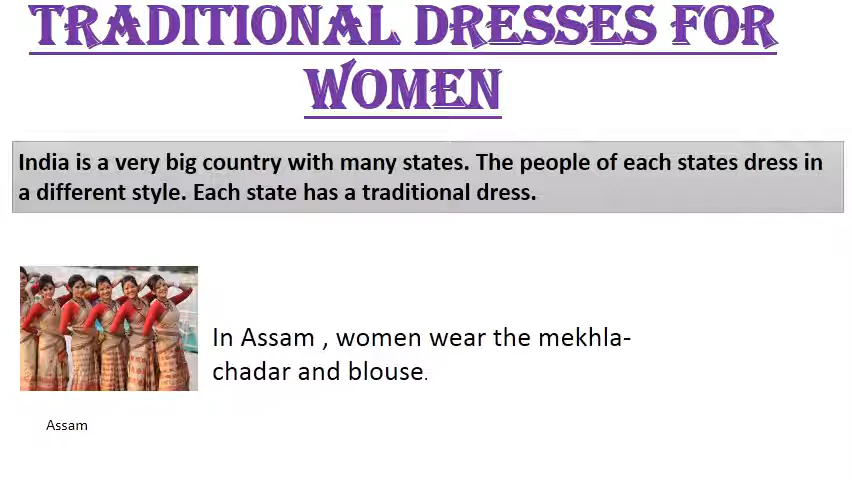 TRADITIONAL DRESSES FOR
WOMEN
India is a very big country with many states. The people of each states dress in
a different style. Each state has a traditional dress.
In Assam , women wear the mekhla-
chadar and blouse.
Assam